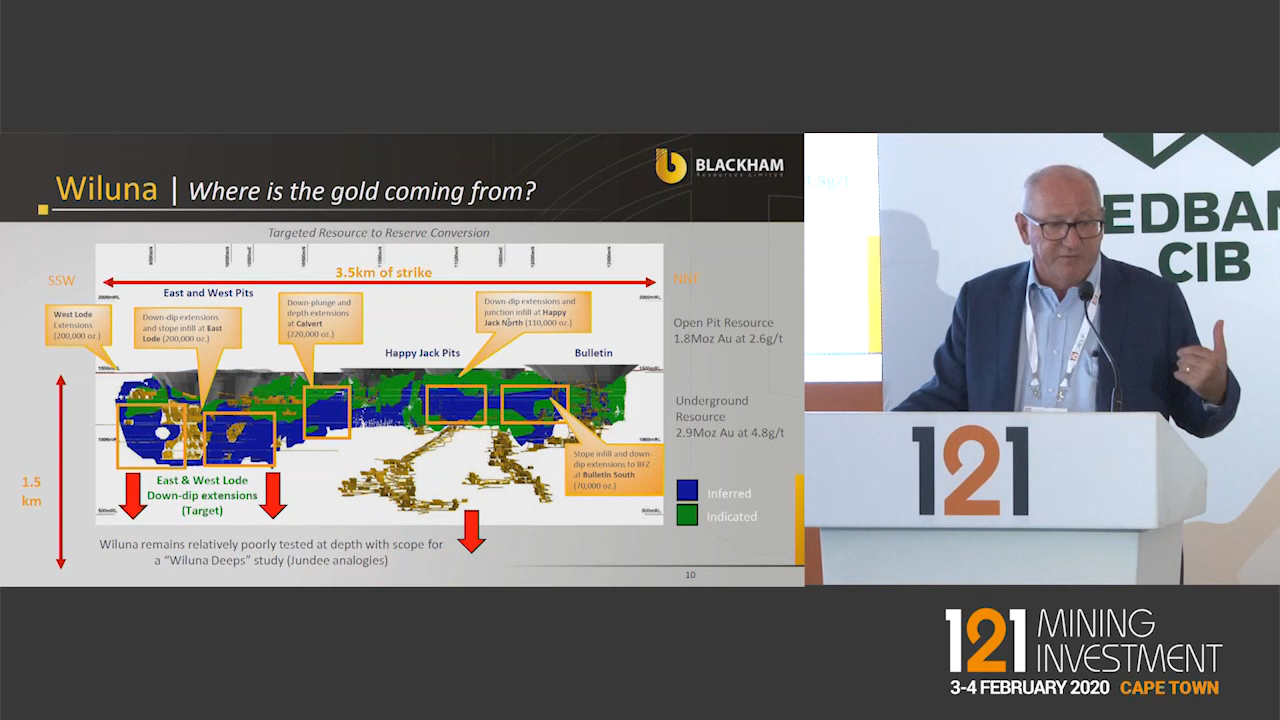 Wiluna | Where is the gold coming from?
BLACKHAM
Resources Limited
Targeted Resource to Reserve Conversion
SSW
3.5km of strike
NNE
East and West Pits
West Lode
Extensions
(200,000 oz.)
Down-dip extensions
and stope infill at East
Lode (200,000 oz.)
Down-plunge and
depth extensions
at Calvert
(220,000 oz.)
Down-dip extensions and
junction infill at Happy
Jack North (110,000 oz.)
Happy Jack Pits
Bulletin
Open Pit Resource
1.8Moz Au at 2.6g/t
Underground
Resource
2.9Moz Au at 4.8g/t
Stope infill and down-
dip extensions to BFZ
at Bulletin South
(70,000 oz.)
1.5
km
East & West Lode
Down-dip extensions
(Target)
Inferred
Indicated
Wiluna remains relatively poorly tested at depth with scope for
a “Wiluna Deeps” study (Jundee analogies)
10
EDBAN
CIB
121
121 MINING
INVESTMENT
3-4 FEBRUARY 2020 CAPE TOWN